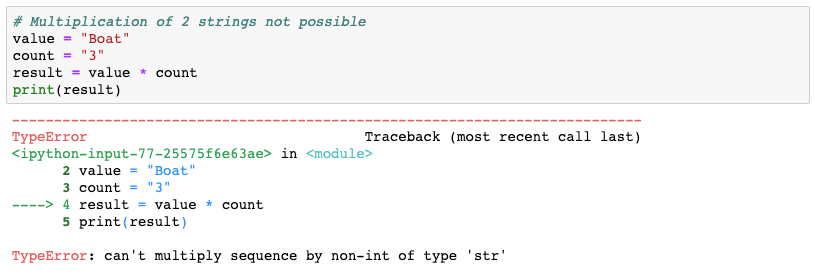 # Multiplication of 2 strings not possible
value = "Boat"
count = "3"
result = value * count
print(result)
---------------------------------------------------------------------------
TypeError                                 Traceback (most recent call last)
<ipython-input-77-25575f6e63ae> in <module>
      2 value = "Boat"
      3 count = "3"
----> 4 result = value * count
      5 print(result)
TypeError: can't multiply sequence by non-int of type 'str'